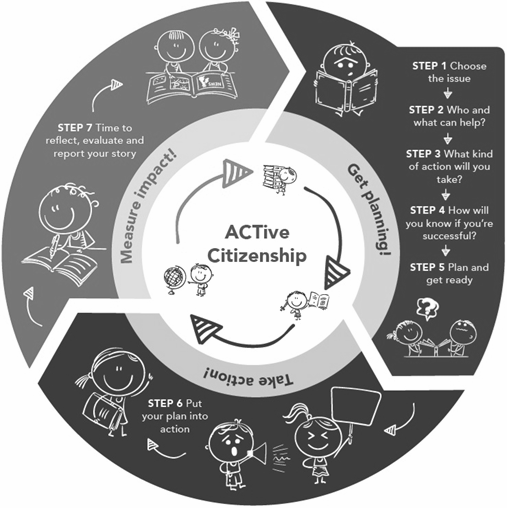 STEP 1 Choose
the issue
STEP 2 Who and
what can help?
STEP 3 What kind
of action will you
take?
STEP 4 How will
you know if you're
successful?
STEP 5 Plan and
get ready
Get planning!
STEP 6 Put
your plan into
action
Take action!
STEP 7 Time to
reflect, evaluate and
report your story
Measure impact!
ACTive
Citizenship